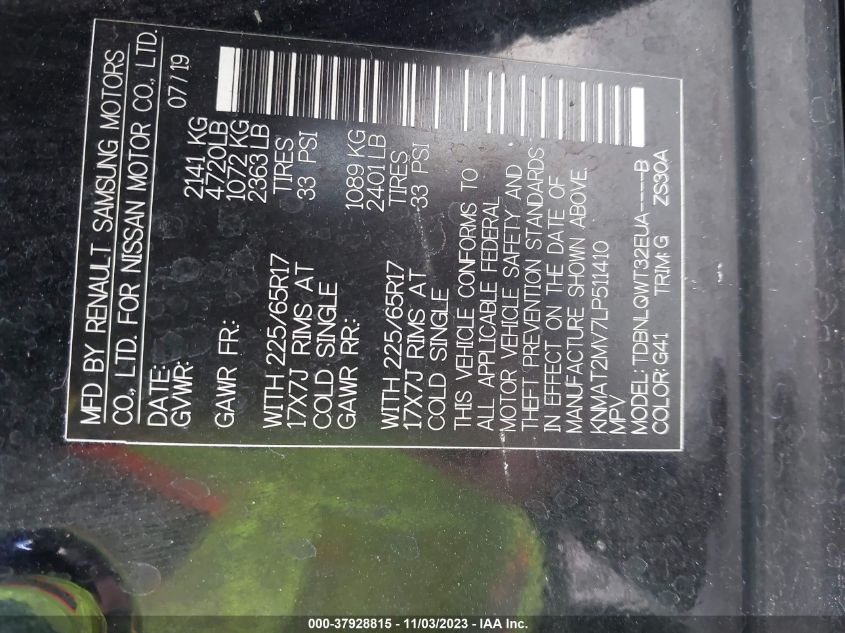 MFD BY RENAULT SAMSUNG MOTORS
CO., LTD. FOR NISSAN MOTOR CO., LTD.
DATE: 07/19
GVWR: 2141 KG
4720LB
GAWR FR: 1072 KG
2363 LB
WITH 225/65R17 TIRES
17X7J RIMS AT 33 PSI
COLD SINGLE
GAWR RR: 1089 KG
2401 LB
WITH 225/65R17 TIRES
17X7J RIMS AT 33 PSI
COLD SINGLE
THIS VEHICLE CONFORMS TO
ALL APPLICABLE FEDERAL
MOTOR VEHICLE SAFETY AND
THEFT PREVENTION STANDARDS
IN EFFECT ON THE DATE OF
MANUFACTURE SHOWN ABOVE.
KNMAT2MV7LP511410
MPV
MODEL: TDBNLQWT32EUA-----B
COLOR: G41 TRIM: G ZS30A
000-37928815 - 11/03/2023 - IAA Inc.